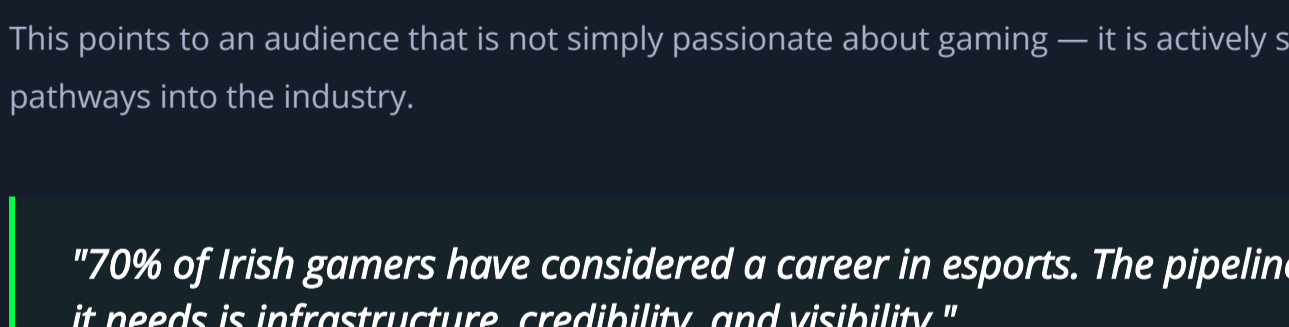 This points to an audience that is not simply passionate about gaming — it is actively
pathways into the industry.
"70% of Irish gamers have considered a career in esports. The
it needs is infrastructure, credibility, and visibility."